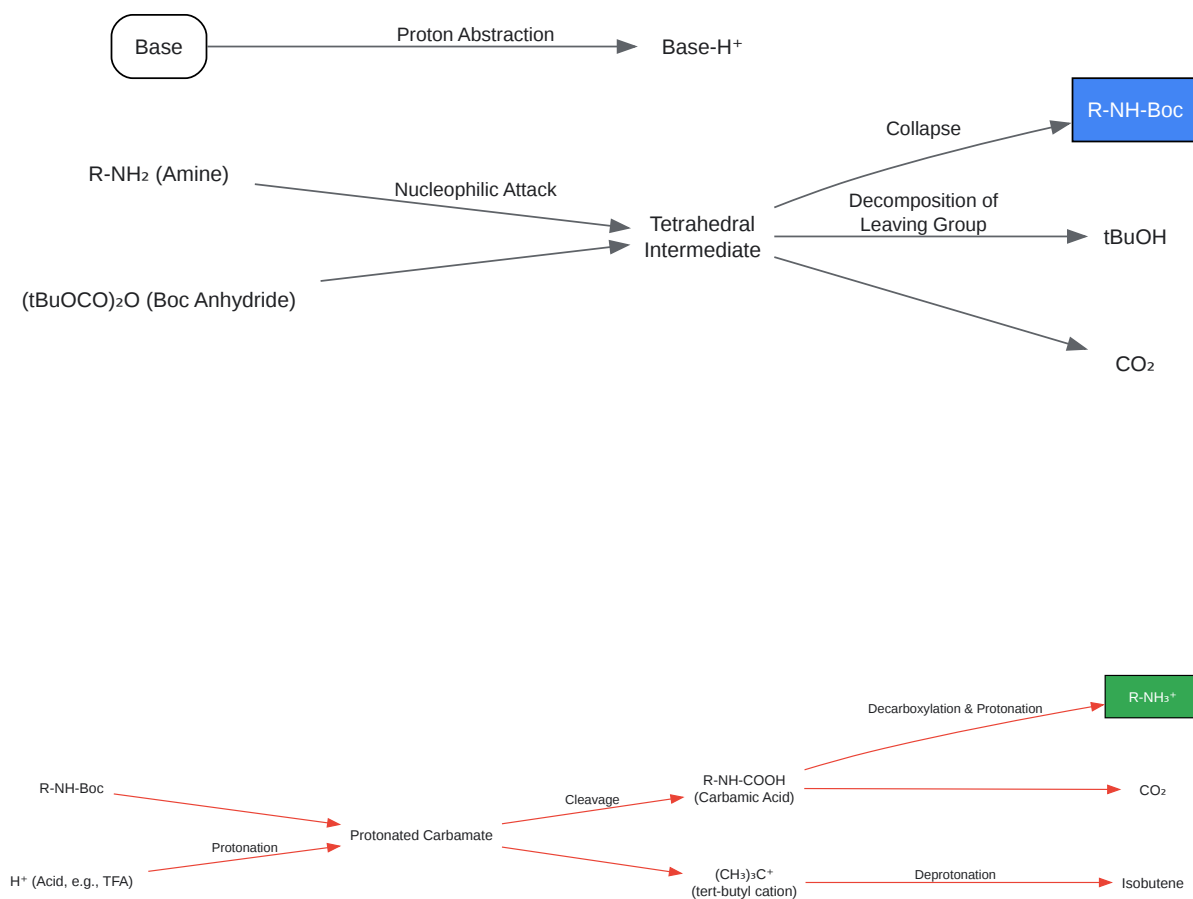 Base
Proton Abstraction
Base-H⁺
R-NH-Boc
Collapse
R-NH₂ (Amine)
Nucleophilic Attack
Decomposition of
Leaving Group
Tetrahedral
Intermediate
tBuOH
(tBuOCO)₂O (Boc Anhydride)
CO₂
R-NH₃⁺
Decarboxylation & Protonation
R-NH-Boc
Cleavage
R-NH-COOH
(Carbamic Acid)
CO₂
Protonated Carbamate
Protonation
H⁺ (Acid, e.g., TFA)
(CH₃)₃C⁺
(tert-butyl cation)
Deprotonation
Isobutene